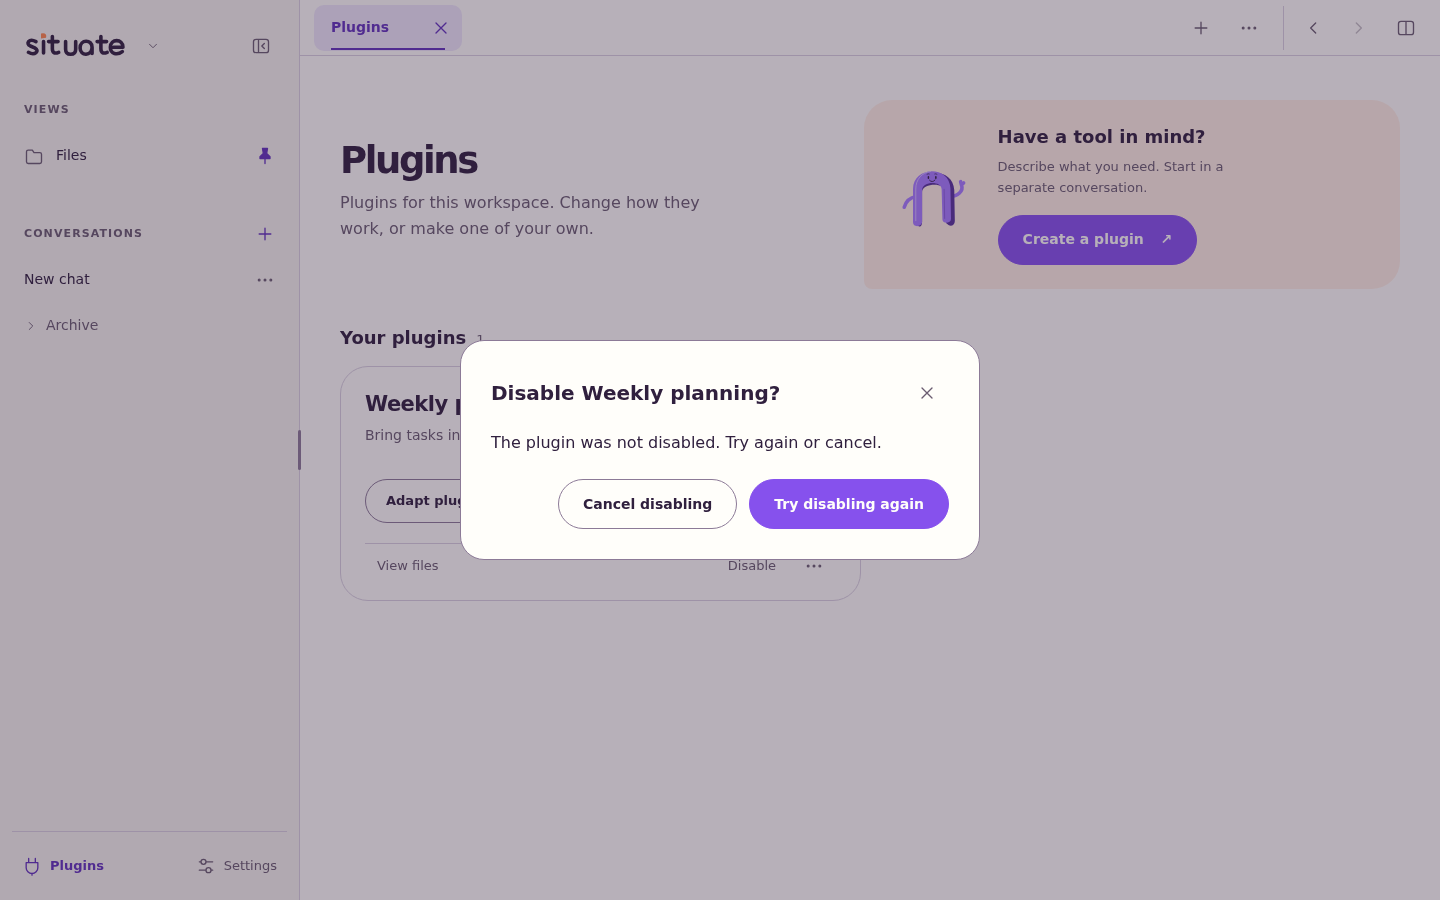 situate
VIEWS
Files
CONVERSATIONS
New chat
Archive
Plugins
Settings
Plugins
Plugins
Plugins for this workspace. Change how they
work, or make one of your own.
Have a tool in mind?
Describe what you need. Start in a
separate conversation.
Create a plugin ↗
Your plugins
Weekly
Bring tasks in
Adapt
View files
Disable
Disable Weekly planning?
The plugin was not disabled. Try again or cancel.
Cancel disabling
Try disabling again